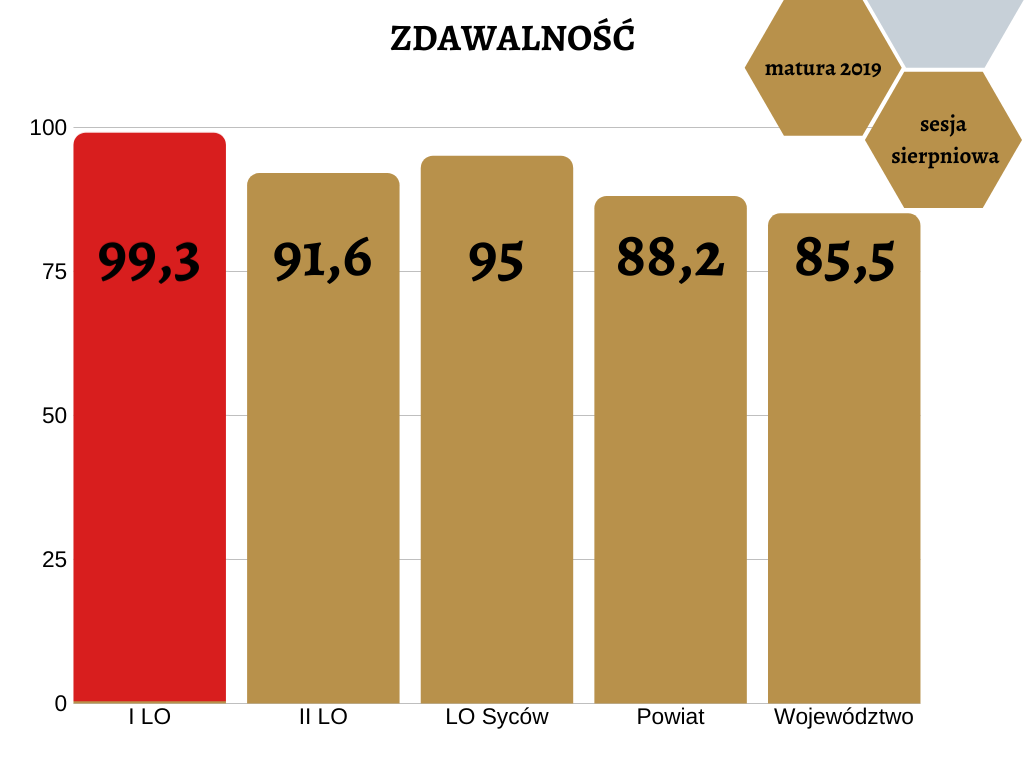 ZDAWALNOŚĆ
matura 2019
sesja
sierpniowa
100
75
50
25
0
99,3
91,6
95
88,2
85,5
I LO
II LO
LO Syców
Powiat
Województwo